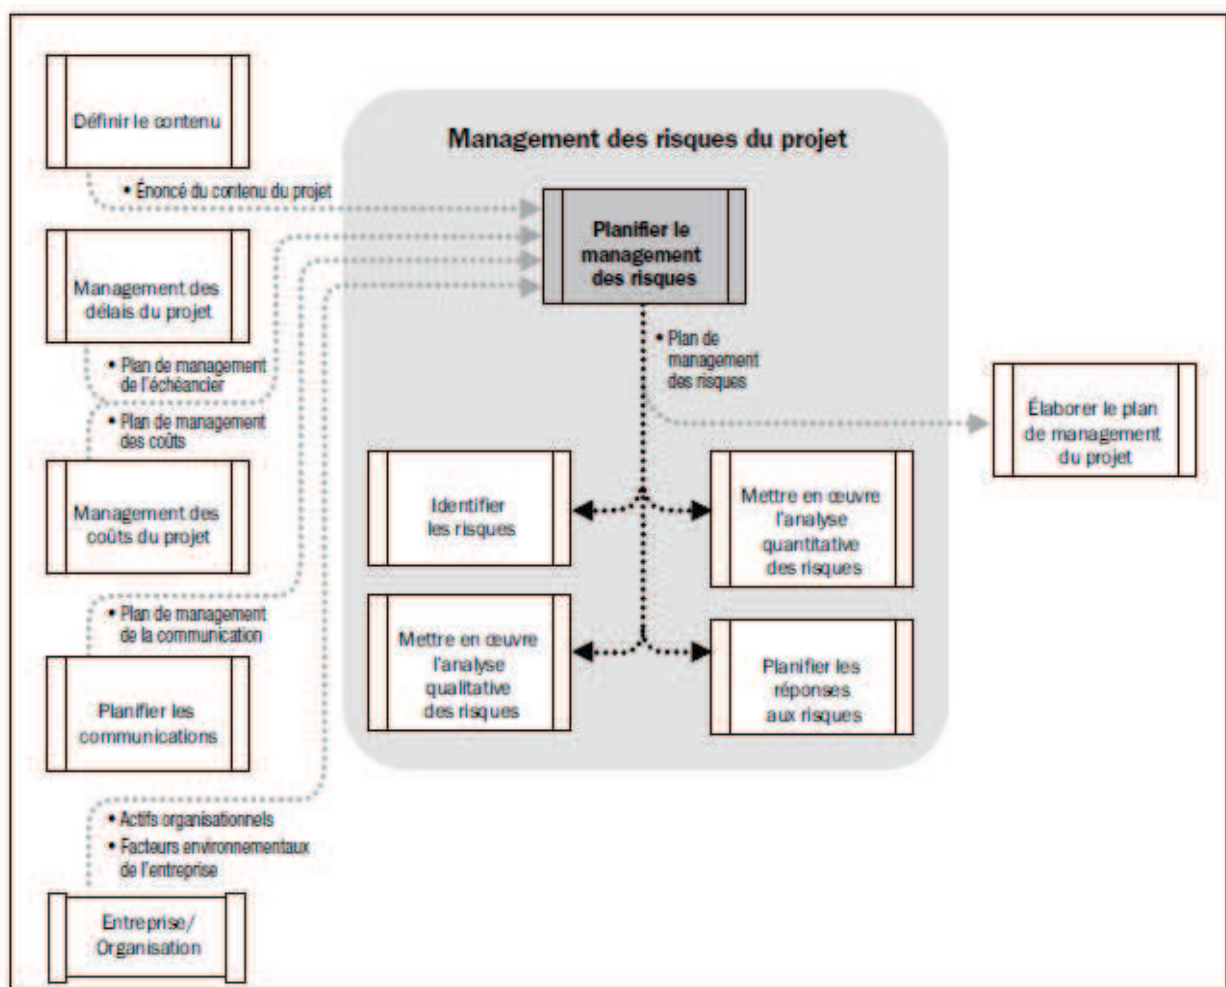 Définir le contenu
• Énoncé du contenu du projet
Management des
délais du projet
• Plan de management
de l'échéancier
• Plan de management
des coûts
Management des
coûts du projet
• Plan de management
de la communication
Planifier les
communications
• Actifs organisationnels
• Facteurs environnementaux
de l'entreprise
Entreprise/
Organisation
Management des risques du projet
Planifier le
management
des risques
• Plan de
management
des risques
Identifier
les risques
Mettre en œuvre
l'analyse
quantitative
des risques
Mettre en œuvre
l'analyse
qualitative
des risques
Planifier les
réponses
aux risques
Élaborer le plan
de management
du projet